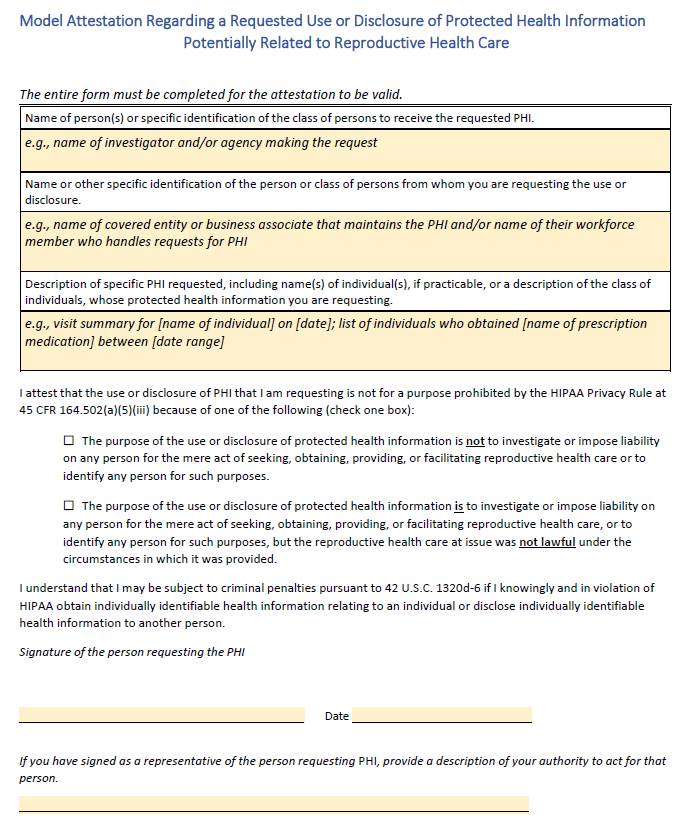 Model Attestation Regarding a Requested Use or Disclosure of Protected Health Information
Potentially Related to Reproductive Health Care
The entire form must be completed for the attestation to be valid.
Name of person(s) or specific identification of the class of persons to receive the requested PHI.
e.g., name of investigator and/or agency making the request
Name or other specific identification of the person or class of persons from whom you are requesting the use or
disclosure.
e.g., name of covered entity or business associate that maintains the PHI and/or name of their workforce
member who handles requests for PHI
Description of specific PHI requested, including name(s) of individual(s), if practicable, or a description of the class of
individuals, whose protected health information you are requesting.
e.g., visit summary for [name of individual] on [date]; list of individuals who obtained [name of prescription
medication] between [date range]
I attest that the use or disclosure of PHI that I am requesting is not for a purpose prohibited by the HIPAA Privacy Rule at
45 CFR 164.502(a)(5)(iii) because of one of the following (check one box):
☐ The purpose of the use or disclosure of protected health information is not to investigate or impose liability
on any person for the mere act of seeking, obtaining, providing, or facilitating reproductive health care or to
identify any person for such purposes.
☐ The purpose of the use or disclosure of protected health information is to investigate or impose liability on
any person for the mere act of seeking, obtaining, providing, or facilitating reproductive health care, or to
identify any person for such purposes, but the reproductive health care at issue was not lawful under the
circumstances in which it was provided.
I understand that I may be subject to criminal penalties pursuant to 42 U.S.C. 1320d-6 if I knowingly and in violation of
HIPAA obtain individually identifiable health information relating to an individual or disclose individually identifiable
health information to another person.
Signature of the person requesting the PHI
Date
If you have signed as a representative of the person requesting PHI, provide a description of your authority to act for that
person.